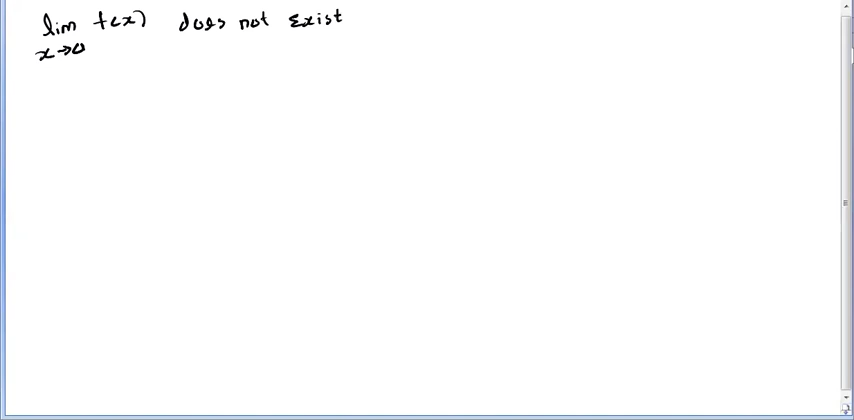 lim f(x) does not exist
x→0